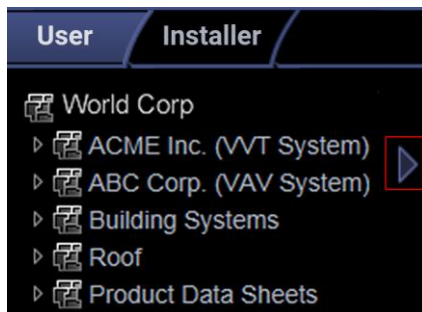 User Installer
World Corp
ACME Inc. (VVT System)
ABC Corp. (VAV System)
Building Systems
Roof
Product Data Sheets